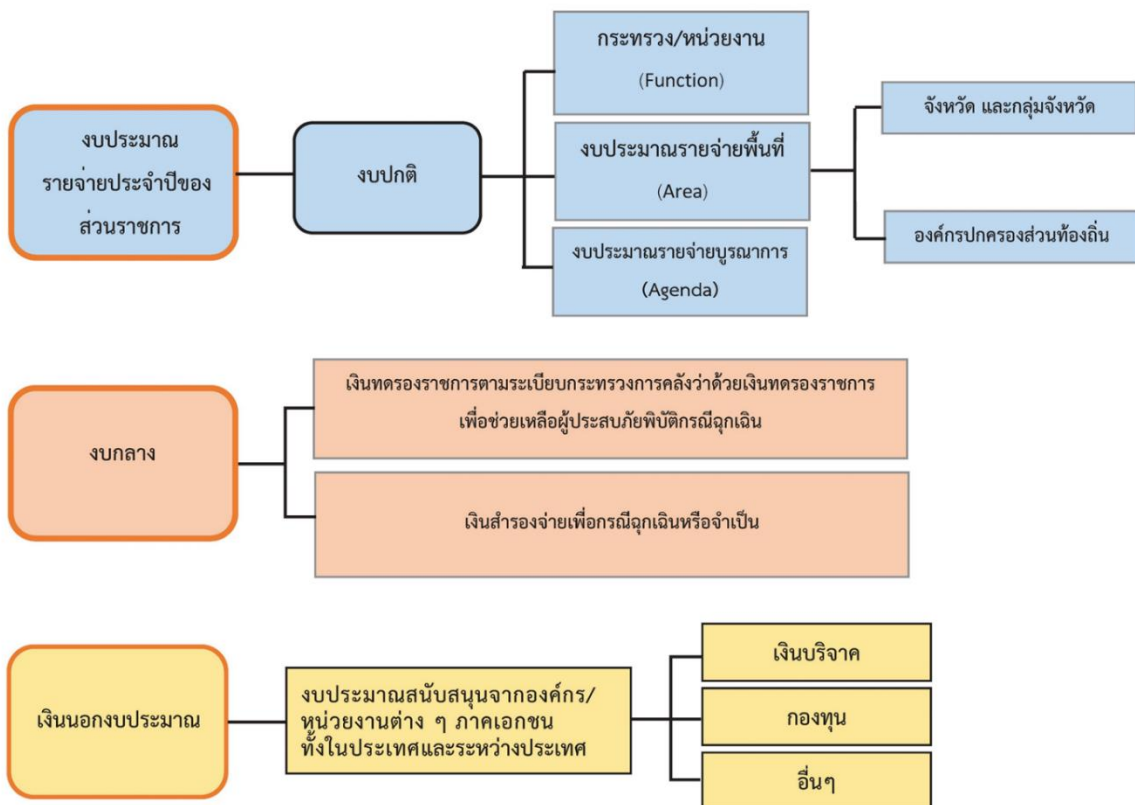 กระทรวง/หน่วยงาน
(Function)
จังหวัด และกลุ่มจังหวัด
งบประมาณ
รายจ่ายประจำปีของ
ส่วนราชการ
งบปกติ
งบประมาณรายจ่ายพื้นที่
(Area)
องค์กรปกครองส่วนท้องถิ่น
งบประมาณรายจ่ายบูรณาการ
(Agenda)
งบกลาง
เงินทดรองราชการตามระเบียบกระทรวงการคลังว่าด้วยเงินทดรองราชการ
เพื่อช่วยเหลือผู้ประสบภัยพิบัติกรณีฉุกเฉิน
เงินสำรองจ่ายเพื่อกรณีฉุกเฉินหรือจำเป็น
เงินนอกงบประมาณ
งบประมาณสนับสนุนจากองค์กร/
หน่วยงานต่าง ๆ ภาคเอกชน
ทั้งในประเทศและระหว่างประเทศ
เงินบริจาค
กองทุน
อื่นๆ